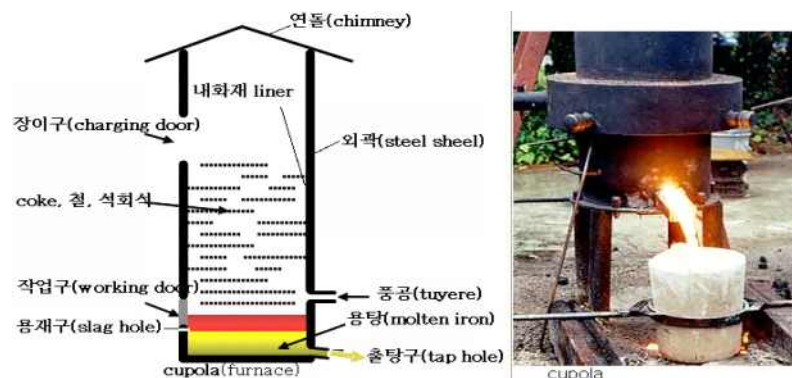 연돌(chimney)
내화재 liner
장이구(charging door)
외곽(steel sheel)
coke, 철, 석회식
작업구(working door)
풍공(tuyere)
용재구(slag hole)
용탕(molten iron)
출탕구(tap hole)
cupola(furnace)
cupola